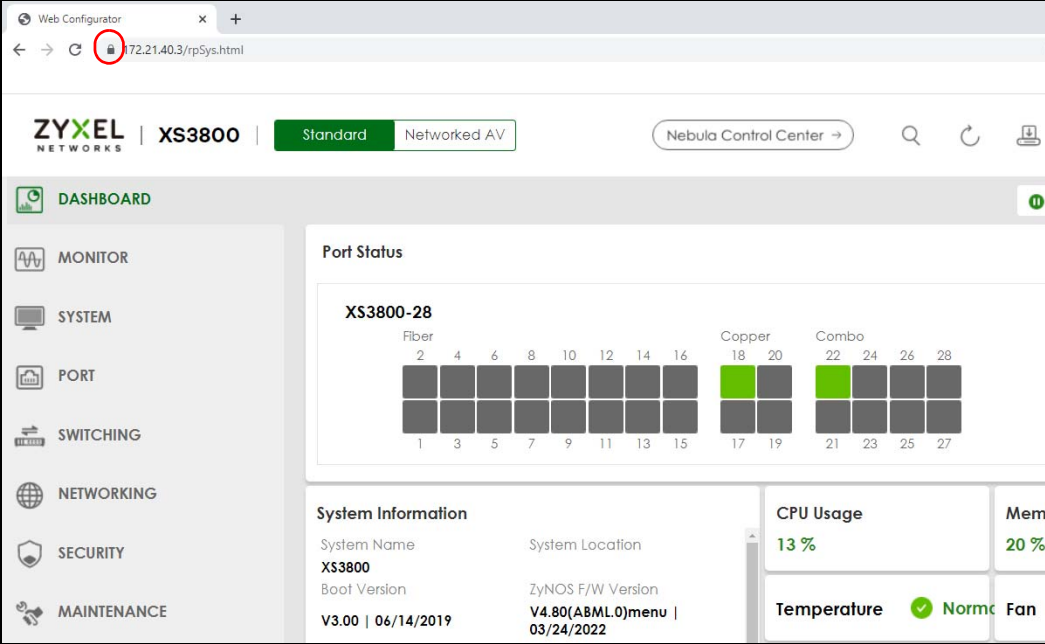 Web Configurator
172.21.40.3/rpSys.html
ZYXEL NETWORKS | XS3800 | Standard Networked AV Nebula Control Center →
DASHBOARD
MONITOR
SYSTEM
PORT
SWITCHING
NETWORKING
SECURITY
MAINTENANCE
Port Status
XS3800-28
Fiber Copper Combo
2 4 6 8 10 12 14 16 18 20 22 24 26 28
1 3 5 7 9 11 13 15 17 19 21 23 25 27
System Information
System Name System Location
XS3800
Boot Version ZyNOS F/W Version
V3.00 | 06/14/2019 V4.80(ABML.0)menu |
03/24/2022
CPU Usage
13 %
Mem
20 %
Temperature Norm
Fan